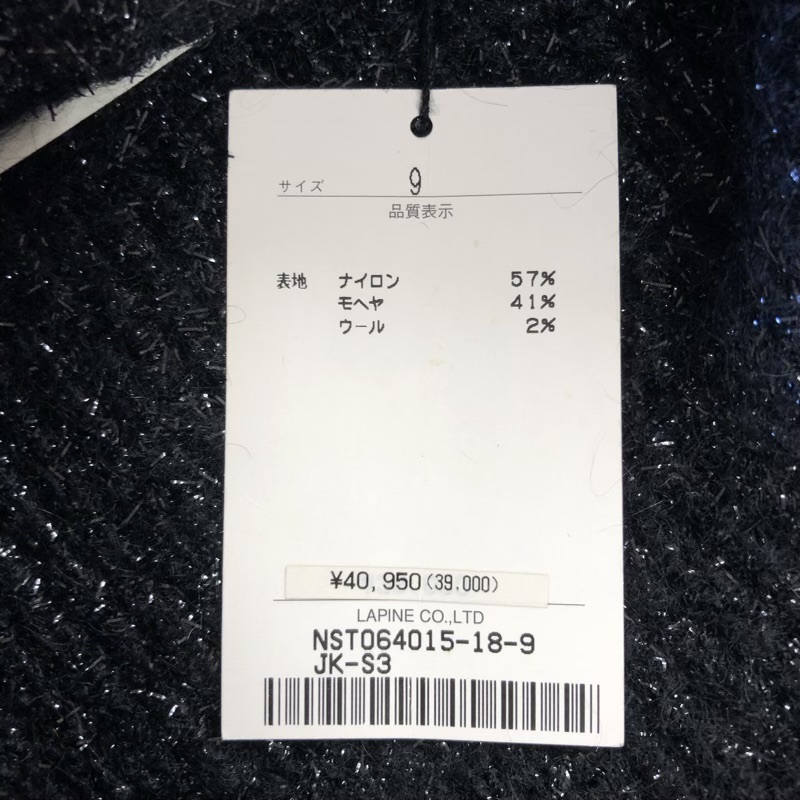 サイズ 9
品質表示
表地 ナイロン 57%
モヘヤ 41%
ウール 2%
¥40,950(39.000)
LAPINE CO.,LTD
NST064015-18-9
JK-S3